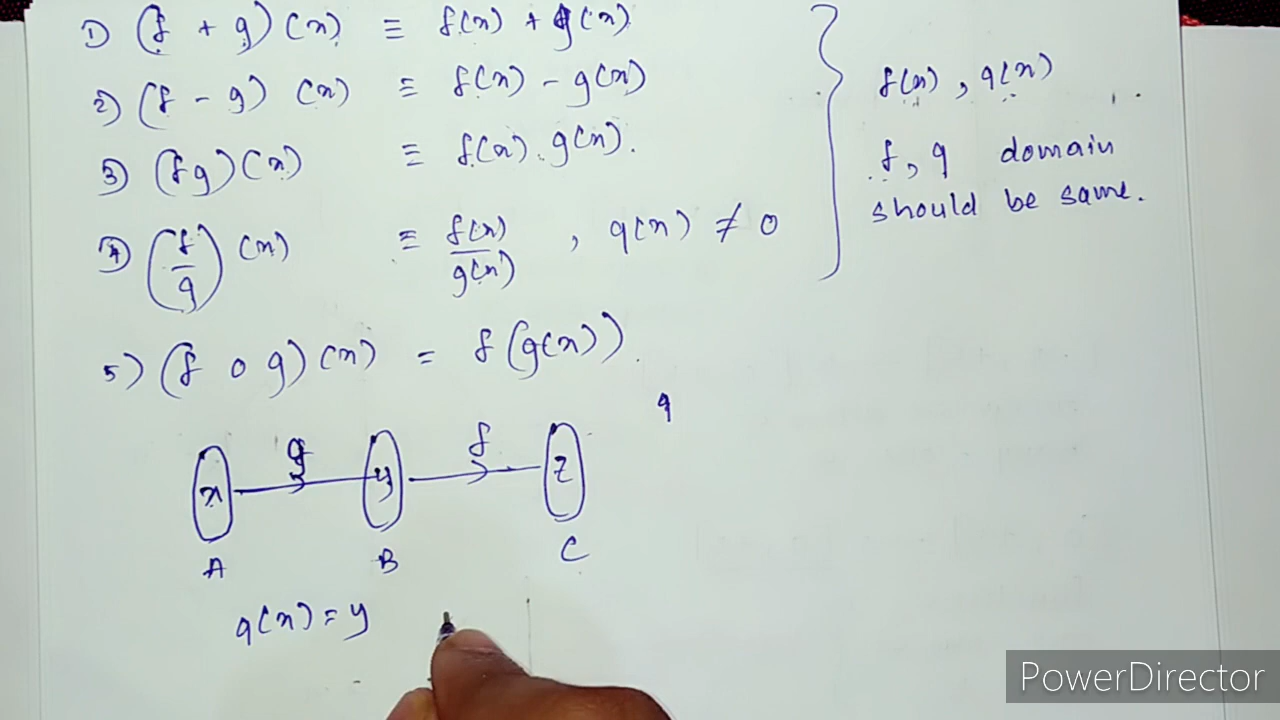 1) (f + g) (x) ≡ f(x) + g(x)
2) (f - g) (x) ≡ f(x) - g(x)
3) (fg)(x) ≡ f(x) . g(x).
4) (f/g) (x) ≡ f(x)/g(x) , g(x) ≠ 0
f(x) , g(x)
f, g domain
should be same.
5) (f o g) (x) = f(g(x)).
g
g f
x y z
A B C
g(x) = y
PowerDirector